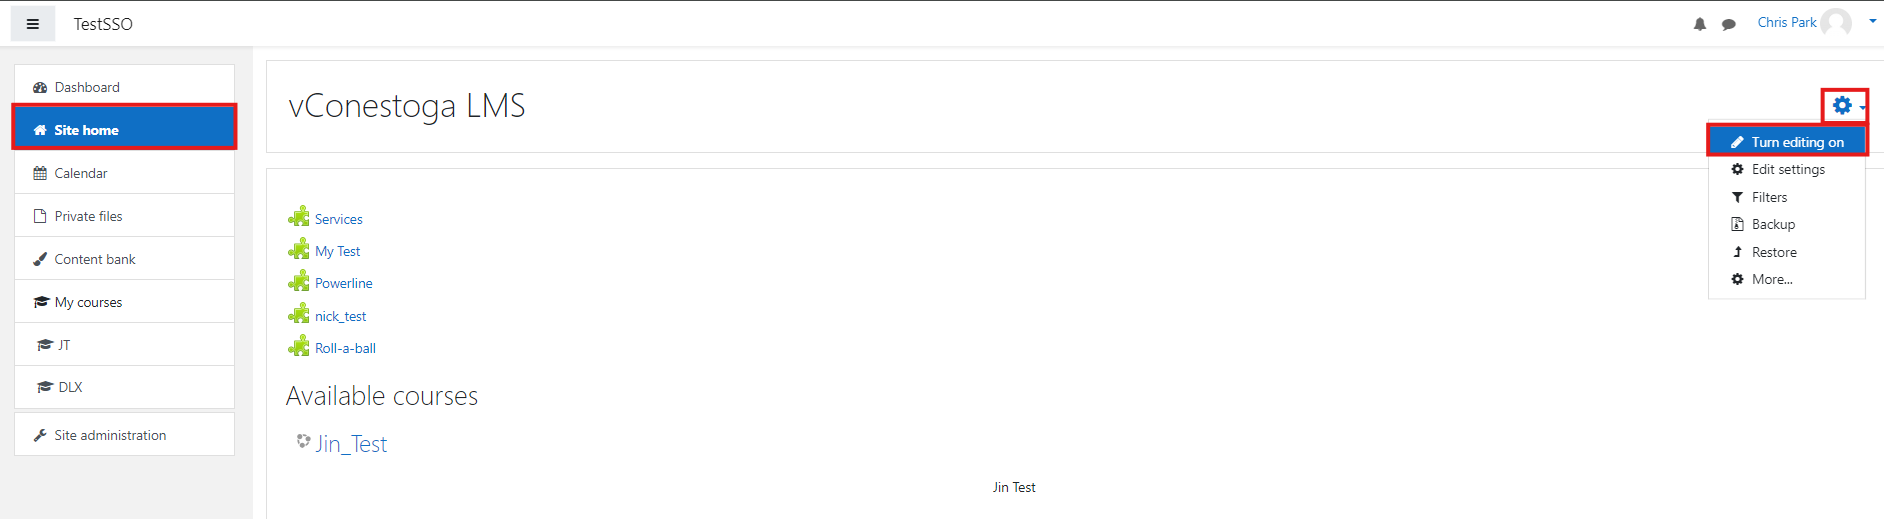 TestSSO
Chris Park
Dashboard
Site home
Calendar
Private files
Content bank
My courses
JT
DLX
Site administration
vConestoga LMS
Turn editing on
Edit settings
Filters
Backup
Restore
More...
Services
My Test
Powerline
nick_test
Roll-a-ball
Available courses
Jin_Test
Jin Test